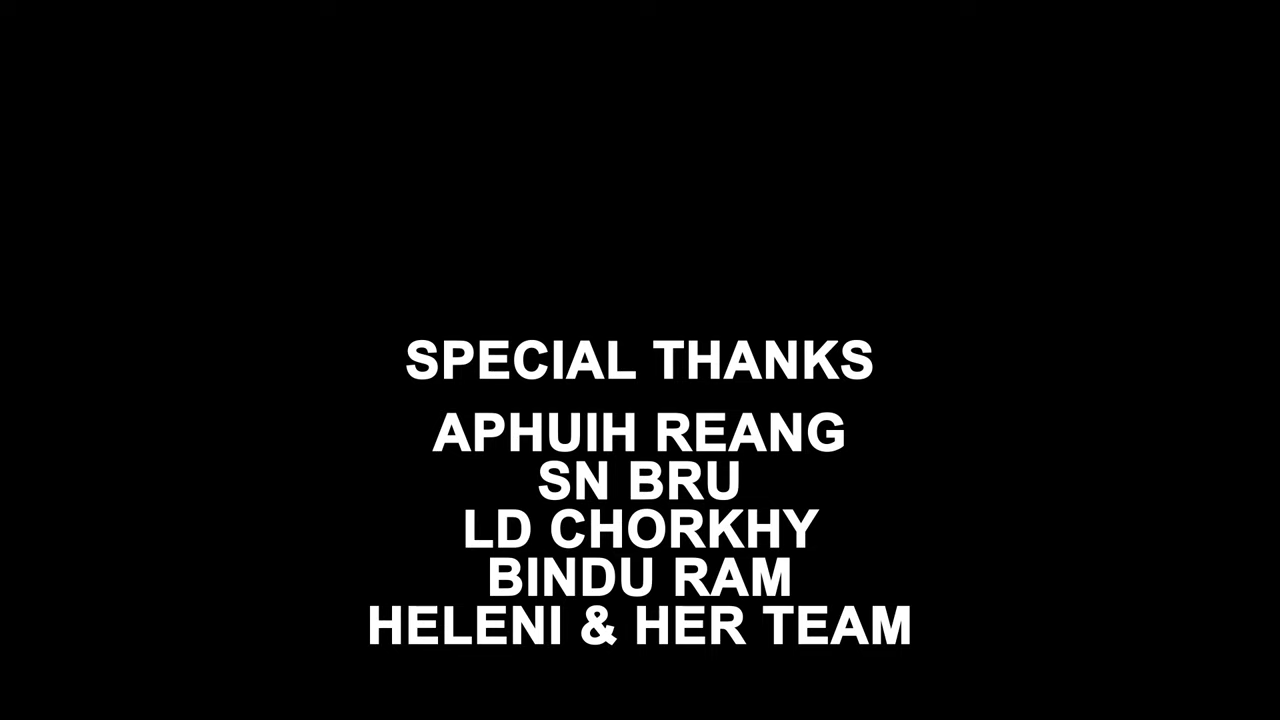 SPECIAL THANKS
APHUIH REANG
SN BRU
LD CHORKHY
BINDU RAM
HELENI & HER TEAM